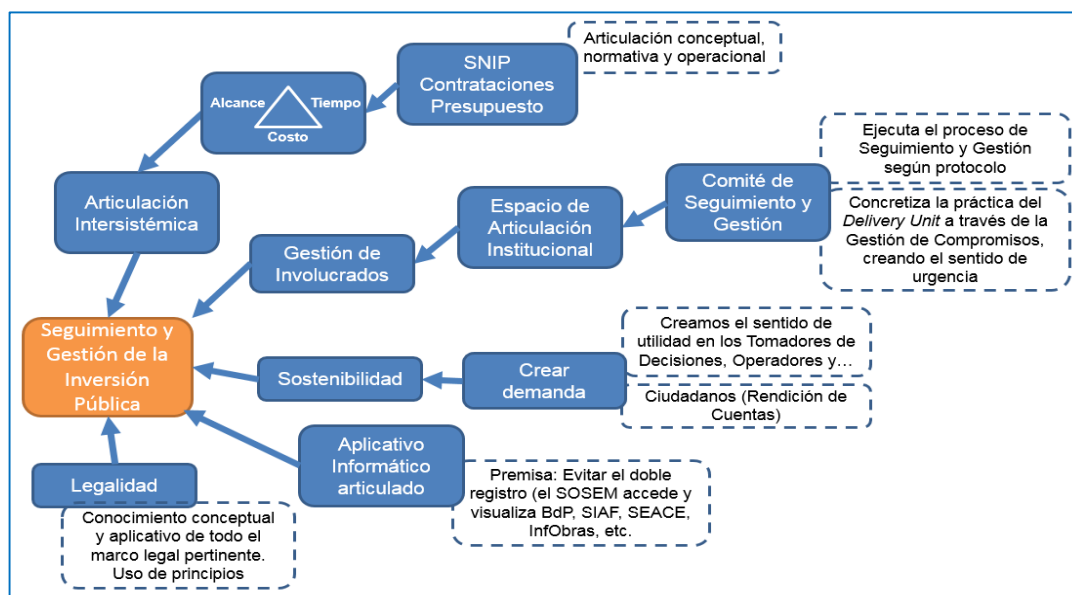 SNIP
Contrataciones
Presupuesto
Articulación conceptual,
normativa y operacional
Alcance
Tiempo
Costo
Articulación
Intersistémica
Ejecuta el proceso de
Seguimiento y Gestión
según protocolo
Comité de
Seguimiento y
Gestión
Concretiza la práctica del
Delivery Unit a través de la
Gestión de Compromisos,
creando el sentido de
urgencia
Espacio de
Articulación
Institucional
Gestión de
Involucrados
Seguimiento y
Gestión de la
Inversión
Pública
Sostenibilidad
Crear
demanda
Creamos el sentido de
utilidad en los Tomadores de
Decisiones, Operadores y…
Ciudadanos (Rendición de
Cuentas)
Aplicativo
Informático
articulado
Premisa: Evitar el doble
registro (el SOSEM accede y
visualiza BdP, SIAF, SEACE,
InfObras, etc.
Legalidad
Conocimiento conceptual
y aplicativo de todo el
marco legal pertinente.
Uso de principios